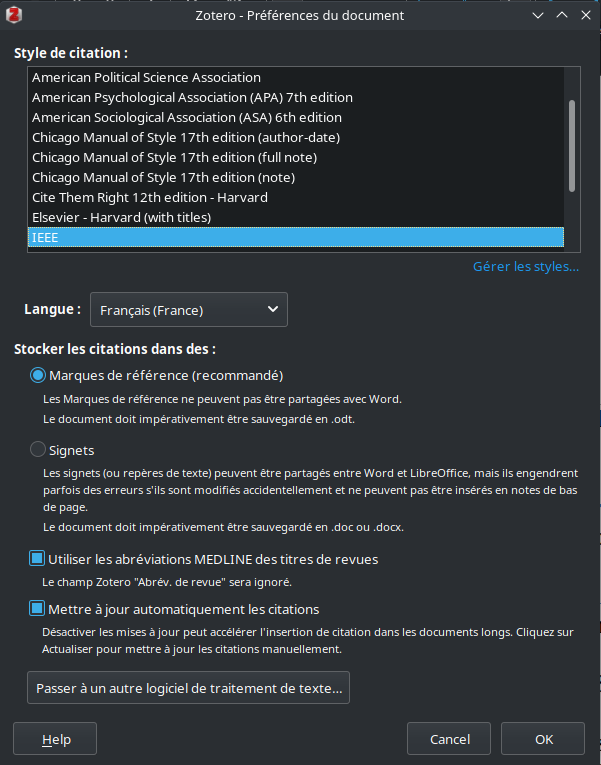 Zotero - Préférences du document
Style de citation :
American Political Science Association
American Psychological Association (APA) 7th edition
American Sociological Association (ASA) 6th edition
Chicago Manual of Style 17th edition (author-date)
Chicago Manual of Style 17th edition (full note)
Chicago Manual of Style 17th edition (note)
Cite Them Right 12th edition - Harvard
Elsevier - Harvard (with titles)
IEEE
Gérer les styles...
Langue : Français (France)
Stocker les citations dans des :
Marques de référence (recommandé)
Les Marques de référence ne peuvent pas être partagées avec Word.
Le document doit impérativement être sauvegardé en .odt.
Signets
Les signets (ou repères de texte) peuvent être partagés entre Word et LibreOffice, mais ils engendrent
parfois des erreurs s'ils sont modifiés accidentellement et ne peuvent pas être insérés en notes de bas
de page.
Le document doit impérativement être sauvegardé en .doc ou .docx.
Utiliser les abréviations MEDLINE des titres de revues
Le champ Zotero "Abrév. de revue" sera ignoré.
Mettre à jour automatiquement les citations
Désactiver les mises à jour peut accélérer l'insertion de citation dans les documents longs. Cliquez sur
Actualiser pour mettre à jour les citations manuellement.
Passer à un autre logiciel de traitement de texte...
Help Cancel OK